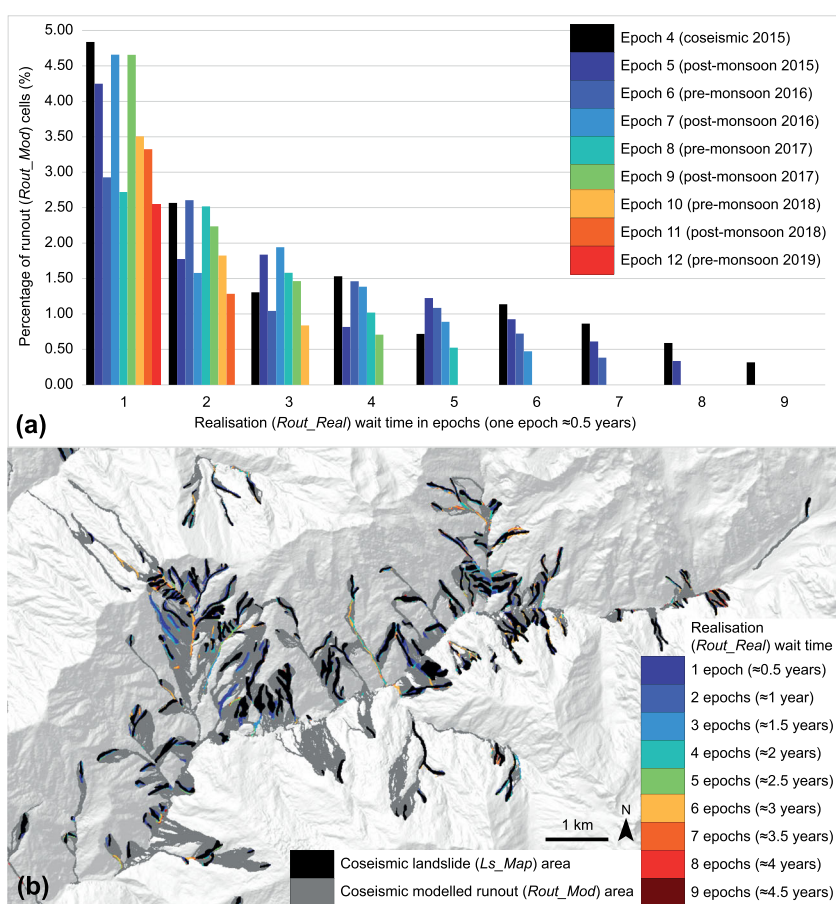 5.00
4.50
4.00
3.50
3.00
2.50
2.00
1.50
1.00
0.50
0.00
Percentage of runout (Rout_Mod) cells (%)
Epoch 4 (coseismic 2015)
Epoch 5 (post-monsoon 2015)
Epoch 6 (pre-monsoon 2016)
Epoch 7 (post-monsoon 2016)
Epoch 8 (pre-monsoon 2017)
Epoch 9 (post-monsoon 2017)
Epoch 10 (pre-monsoon 2018)
Epoch 11 (post-monsoon 2018)
Epoch 12 (pre-monsoon 2019)
1 2 3 4 5 6 7 8 9
Realisation (Rout_Real) wait time in epochs (one epoch ≈0.5 years)
(a)
Realisation
(Rout_Real) wait time
1 epoch (≈0.5 years)
2 epochs (≈1 year)
3 epochs (≈1.5 years)
4 epochs (≈2 years)
5 epochs (≈2.5 years)
6 epochs (≈3 years)
7 epochs (≈3.5 years)
8 epochs (≈4 years)
9 epochs (≈4.5 years)
N
1 km
Coseismic landslide (Ls_Map) area
Coseismic modelled runout (Rout_Mod) area
(b)